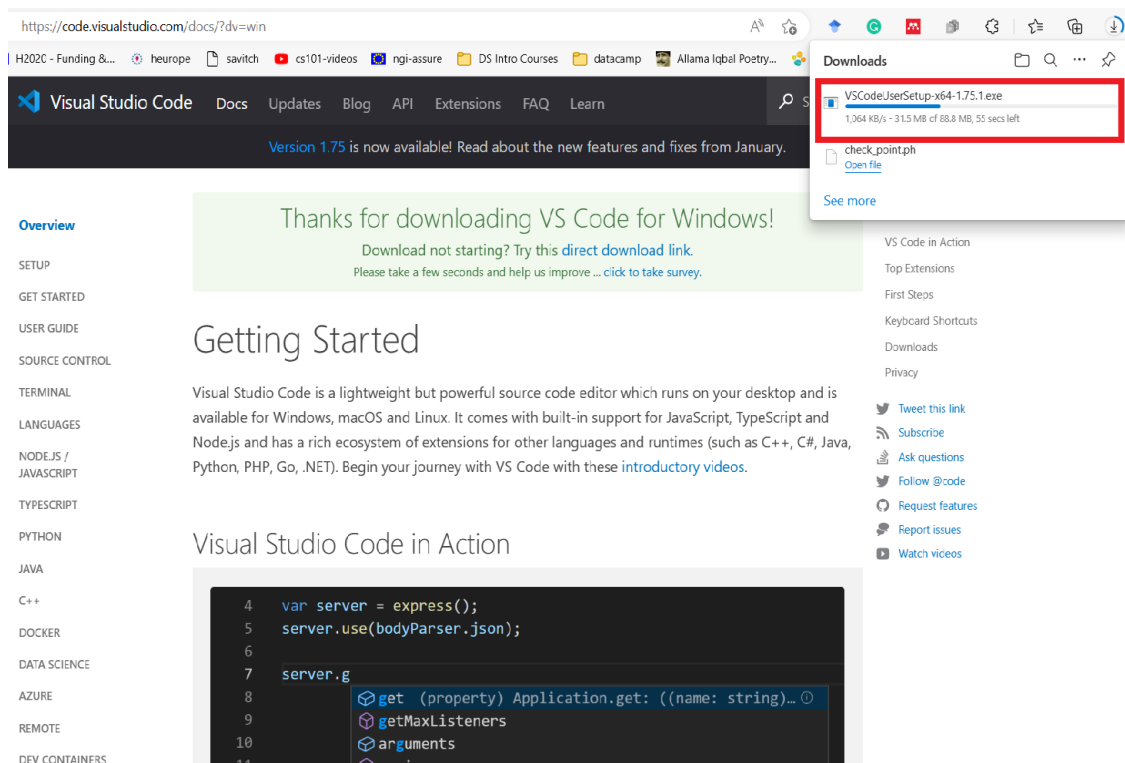 https://code.visualstudio.com/docs/?dv=win
H2020 - Funding &... heurope savitch cs101-videos ngi-assure DS Intro Courses datacamp Allama Iqbal Poetry...
Downloads
VSCodeUserSetup-x64-1.75.1.exe
1,064 KB/s - 31.5 MB of 88.8 MB, 55 secs left
check_point.ph
Open file
See more
Visual Studio Code Docs Updates Blog API Extensions FAQ Learn S
Version 1.75 is now available! Read about the new features and fixes from January.
Thanks for downloading VS Code for Windows!
Download not starting? Try this direct download link.
Please take a few seconds and help us improve ... click to take survey.
Overview
SETUP
GET STARTED
USER GUIDE
SOURCE CONTROL
TERMINAL
LANGUAGES
NODE.JS /
JAVASCRIPT
TYPESCRIPT
PYTHON
JAVA
C++
DOCKER
DATA SCIENCE
AZURE
REMOTE
DEV CONTAINERS
Getting Started
Visual Studio Code is a lightweight but powerful source code editor which runs on your desktop and is
available for Windows, macOS and Linux. It comes with built-in support for JavaScript, TypeScript and
Node.js and has a rich ecosystem of extensions for other languages and runtimes (such as C++, C#, Java,
Python, PHP, Go, .NET). Begin your journey with VS Code with these introductory videos.
Visual Studio Code in Action
4 var server = express();
5 server.use(bodyParser.json);
6
7 server.g
8 get (property) Application.get: ((name: string)…
9 getMaxListeners
10 arguments
11
VS Code in Action
Top Extensions
First Steps
Keyboard Shortcuts
Downloads
Privacy
Tweet this link
Subscribe
Ask questions
Follow @code
Request features
Report issues
Watch videos